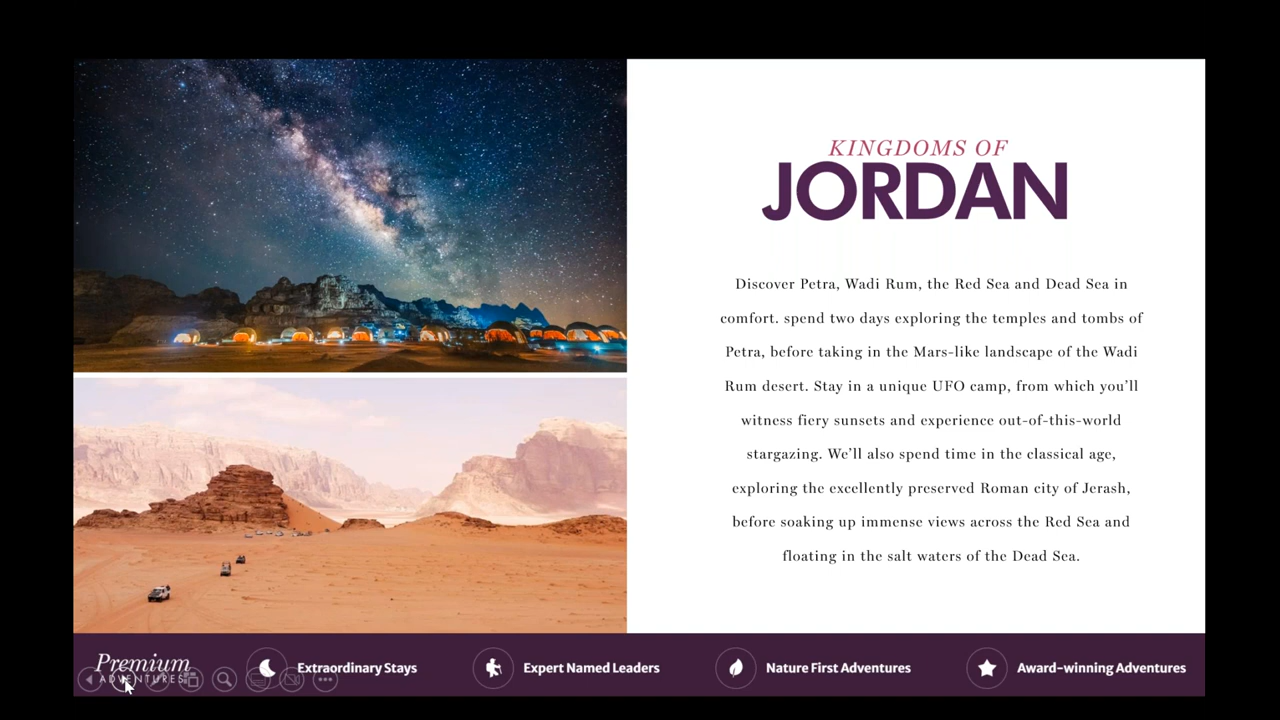 KINGDOMS OF
JORDAN
Discover Petra, Wadi Rum, the Red Sea and Dead Sea in
comfort. spend two days exploring the temples and tombs of
Petra, before taking in the Mars-like landscape of the Wadi
Rum desert. Stay in a unique UFO camp, from which you’ll
witness fiery sunsets and experience out-of-this-world
stargazing. We’ll also spend time in the classical age,
exploring the excellently preserved Roman city of Jerash,
before soaking up immense views across the Red Sea and
floating in the salt waters of the Dead Sea.
Premium
ADVENTURES
Extraordinary Stays
Expert Named Leaders
Nature First Adventures
Award-winning Adventures